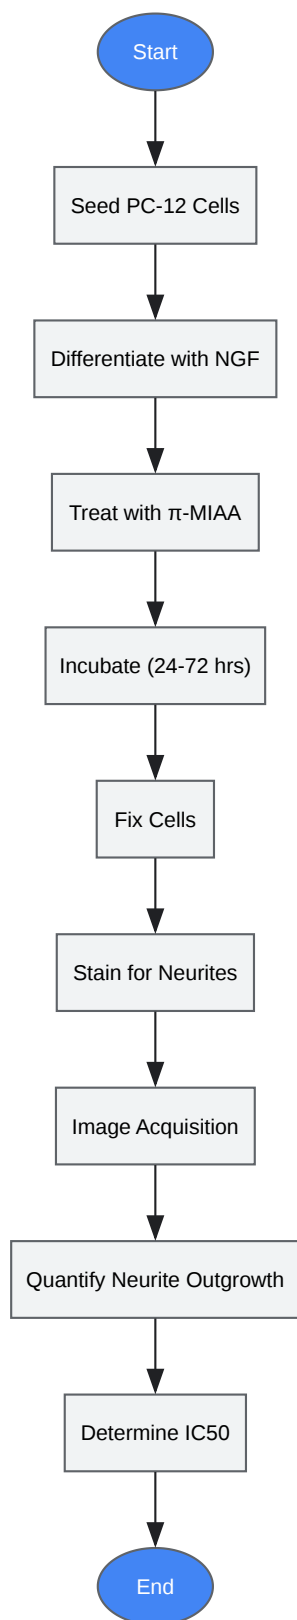 Start
Seed PC-12 Cells
Differentiate with NGF
Treat with π-MIAA
Incubate (24-72 hrs)
Fix Cells
Stain for Neurites
Image Acquisition
Quantify Neurite Outgrowth
Determine IC50
End